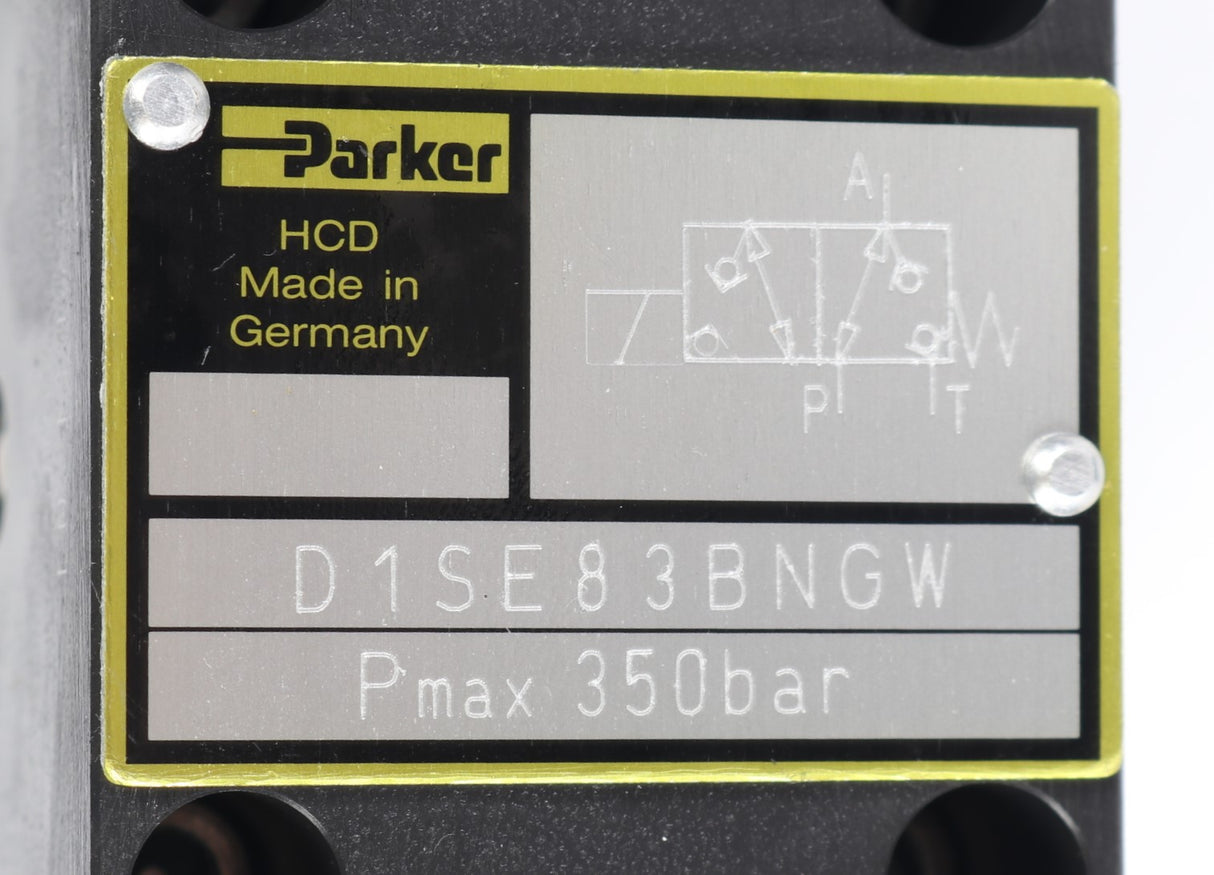 Parker
HCD
Made in
Germany
A
P T
D1SE83BNGW
Pmax 350bar